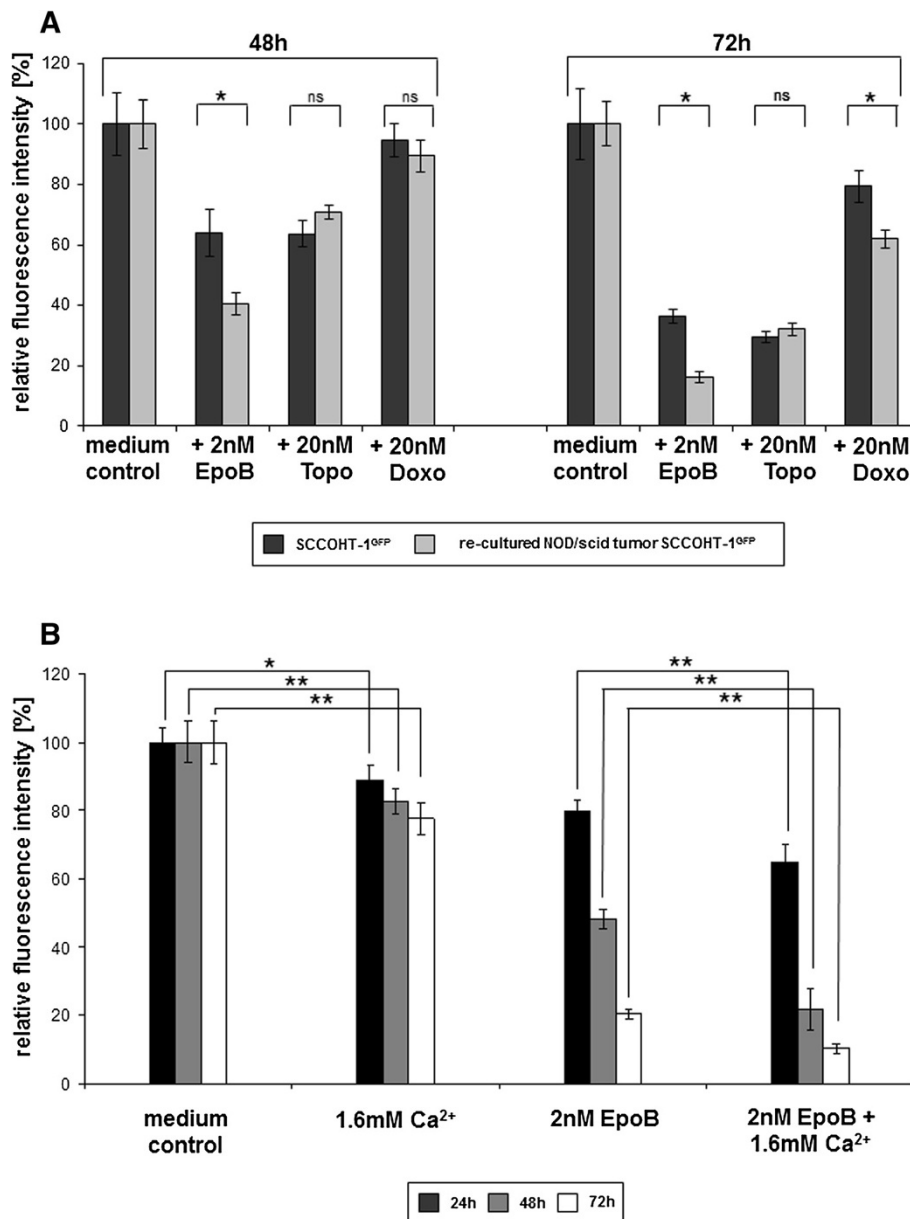 A
48h
72h
relative fluorescence intensity [%]
120
100
80
60
40
20
0
*
ns
ns
*
ns
*
medium control
+ 2nM EpoB
+ 20nM Topo
+ 20nM Doxo
medium control
+ 2nM EpoB
+ 20nM Topo
+ 20nM Doxo
SCCOHT-1ᴳᶠᴾ
re-cultured NOD/scid tumor SCCOHT-1ᴳᶠᴾ
B
relative fluorescence intensity [%]
120
100
80
60
40
20
0
*
**
**
**
**
**
medium control
1.6mM Ca²⁺
2nM EpoB
2nM EpoB + 1.6mM Ca²⁺
24h
48h
72h